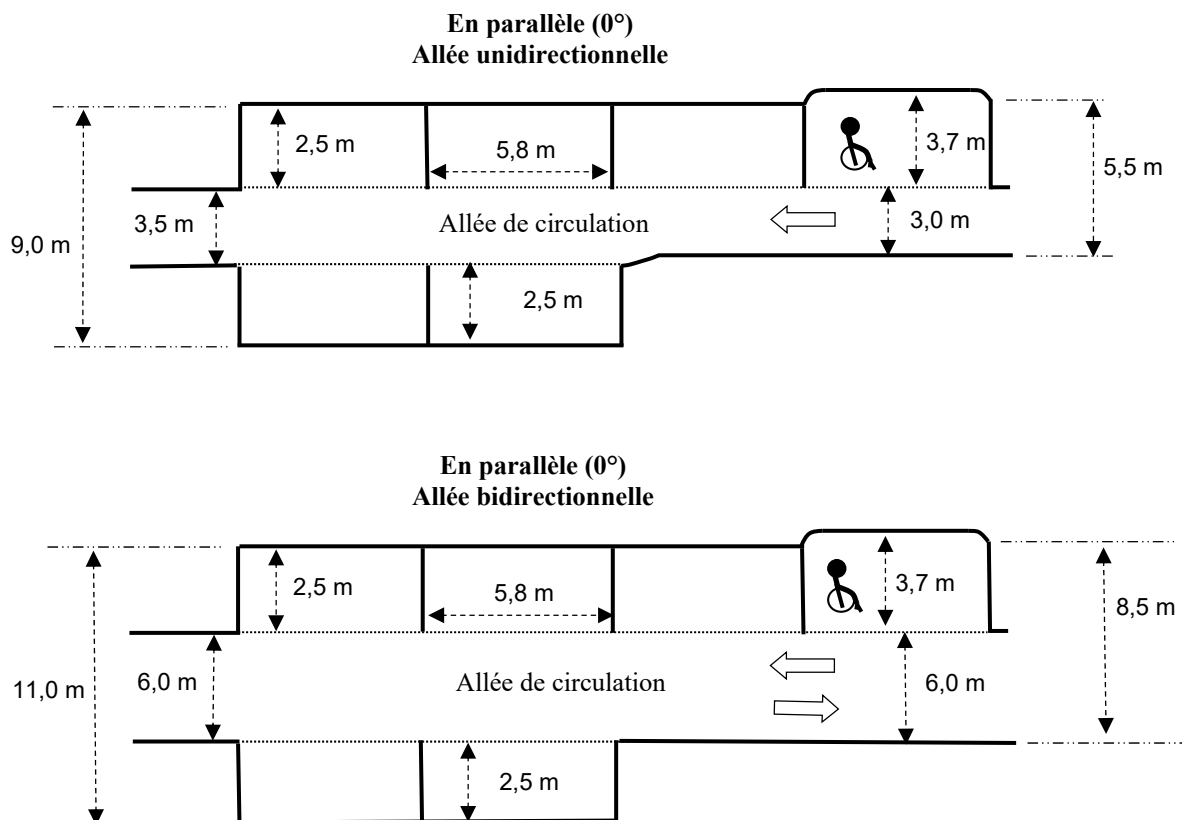 En parallèle (0°)
Allée unidirectionnelle
2,5 m
5,8 m
3,7 m
5,5 m
3,5 m
Allée de circulation
3,0 m
9,0 m
2,5 m
En parallèle (0°)
Allée bidirectionnelle
2,5 m
5,8 m
3,7 m
8,5 m
6,0 m
Allée de circulation
6,0 m
11,0 m
2,5 m